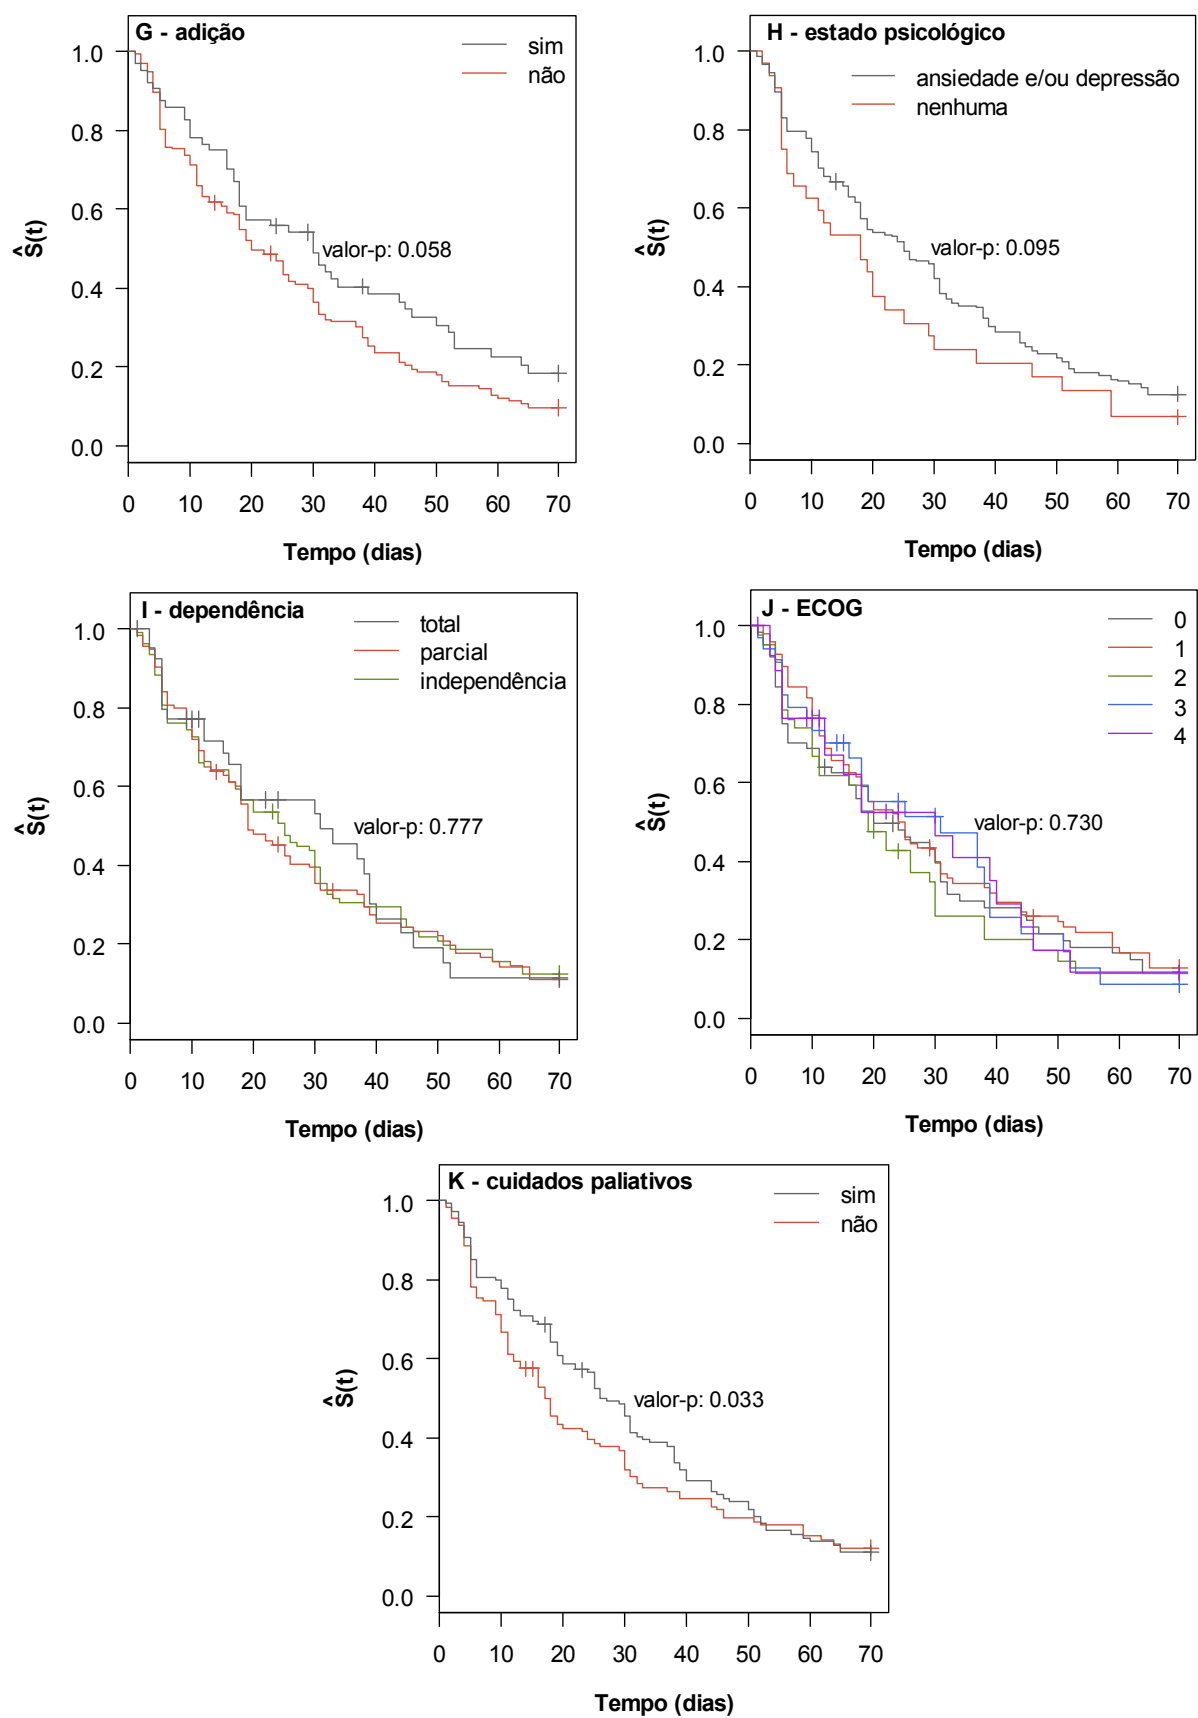 G - adição
sim
não
1.0
0.8
0.6
0.4
0.2
0.0
Ŝ(t)
valor-p: 0.058
0 10 20 30 40 50 60 70
Tempo (dias)
H - estado psicológico
ansiedade e/ou depressão
nenhuma
1.0
0.8
0.6
0.4
0.2
0.0
Ŝ(t)
valor-p: 0.095
0 10 20 30 40 50 60 70
Tempo (dias)
I - dependência
total
parcial
independência
1.0
0.8
0.6
0.4
0.2
0.0
Ŝ(t)
valor-p: 0.777
0 10 20 30 40 50 60 70
Tempo (dias)
J - ECOG
0
1
2
3
4
1.0
0.8
0.6
0.4
0.2
0.0
Ŝ(t)
valor-p: 0.730
0 10 20 30 40 50 60 70
Tempo (dias)
K - cuidados paliativos
sim
não
1.0
0.8
0.6
0.4
0.2
0.0
Ŝ(t)
valor-p: 0.033
0 10 20 30 40 50 60 70
Tempo (dias)